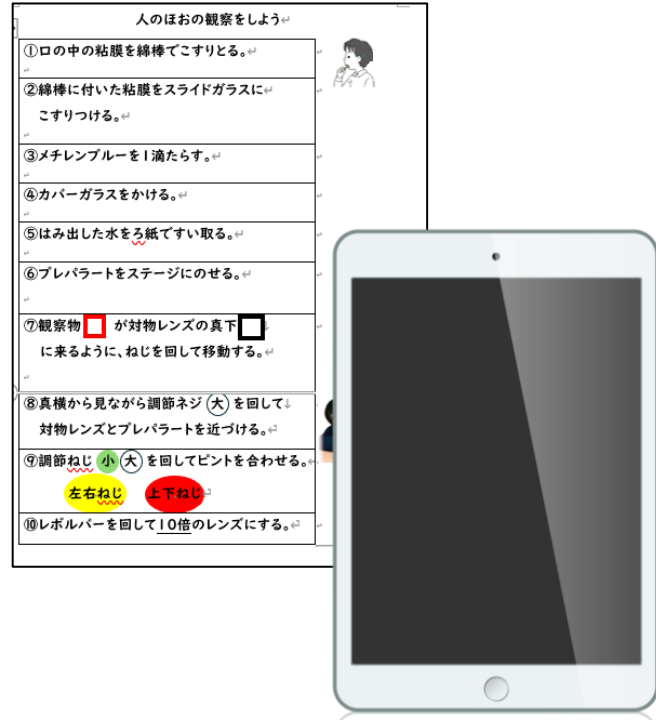 人のほおの観察をしよう
①口の中の粘膜を綿棒でこすりとる。
②綿棒に付いた粘膜をスライドガラスに
こすりつける。
③メチレンブルーを1滴たらす。
④カバーガラスをかける。
⑤はみ出した水をろ紙ですい取る。
⑥プレパラートをステージにのせる。
⑦観察物 が対物レンズの真下
に来るように、ねじを回して移動する。
⑧真横から見ながら調節ネジ 大 を回して
対物レンズとプレパラートを近づける。
⑨調節ねじ 小 大 を回してピントを合わせる。
左右ねじ 上下ねじ
⑩レボルバーを回して10倍のレンズにする。